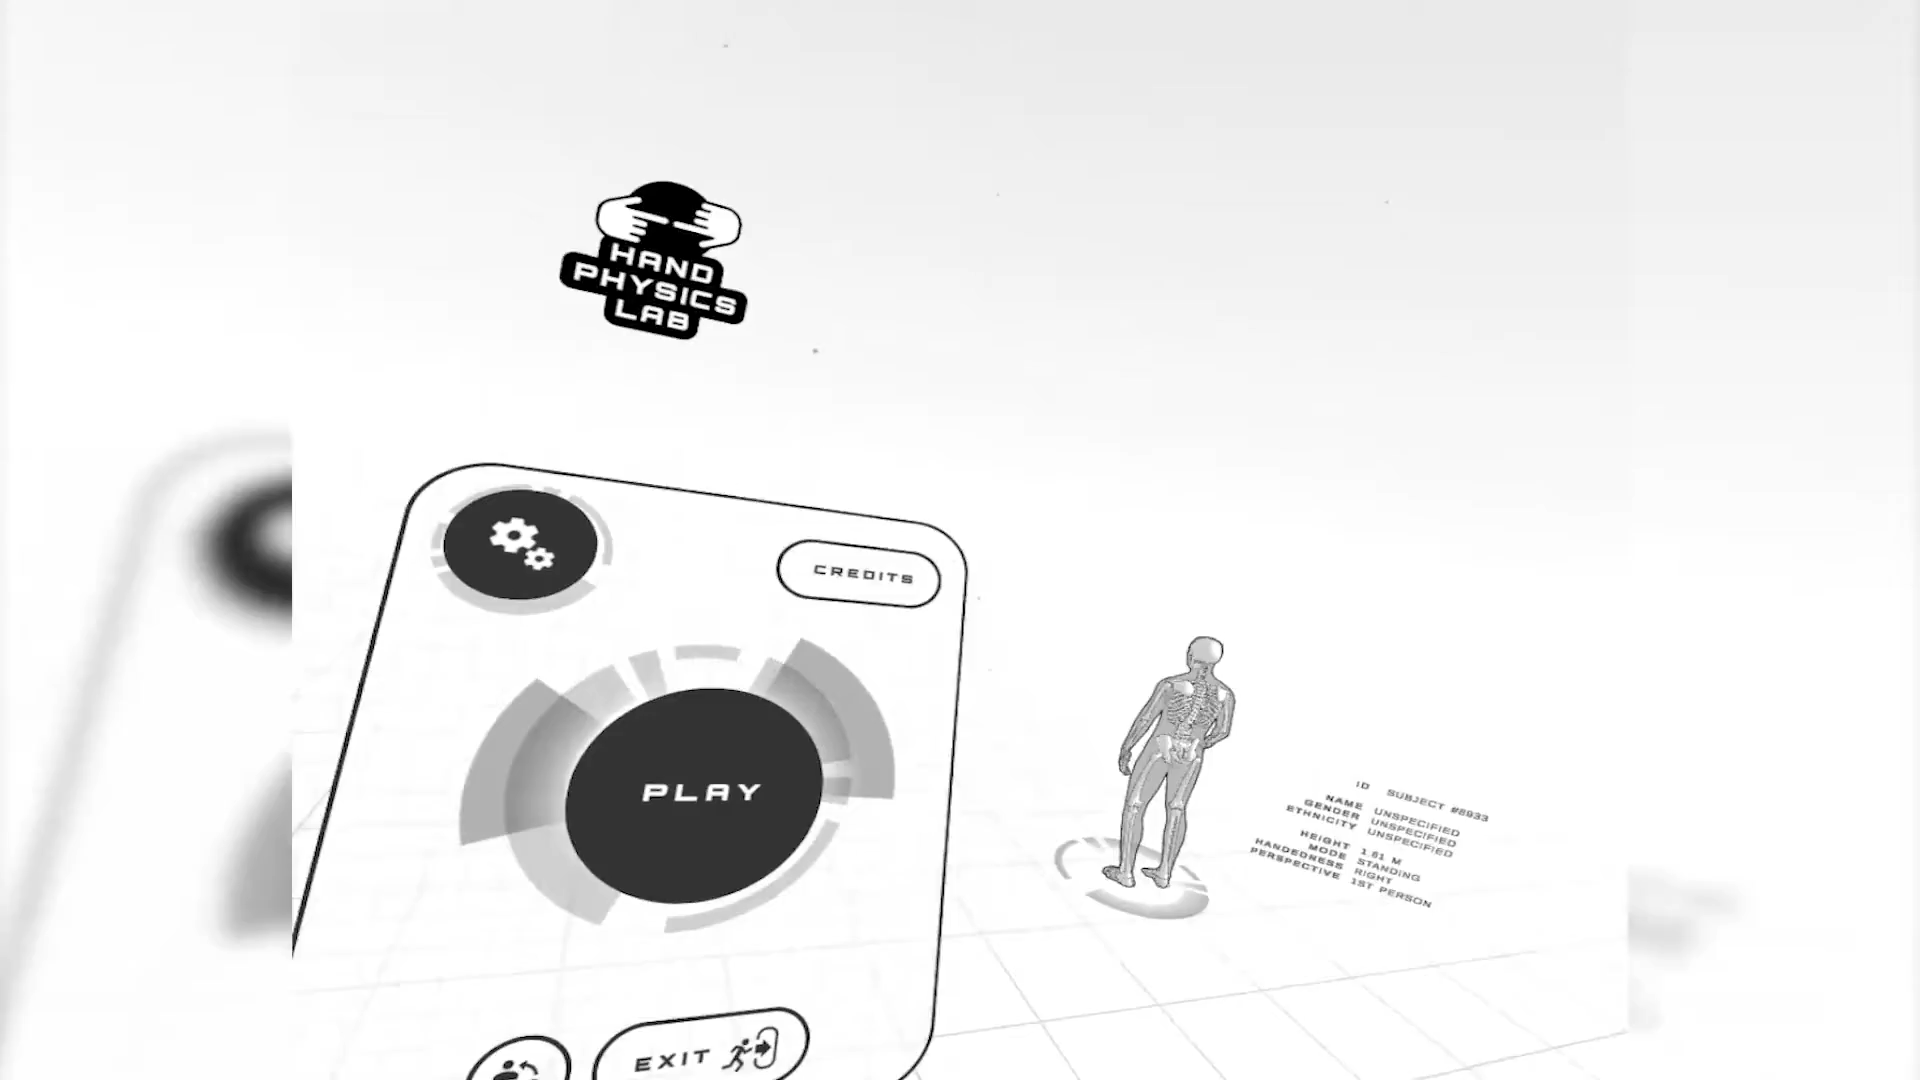 HAND
PHYSICS
LAB
CREDITS
PLAY
EXIT
ID SUBJECT #8933
NAME UNSPECIFIED
GENDER UNSPECIFIED
ETHNICITY UNSPECIFIED
HEIGHT 1.61 M
MODE STANDING
HANDEDNESS RIGHT
PERSPECTIVE 1ST PERSON